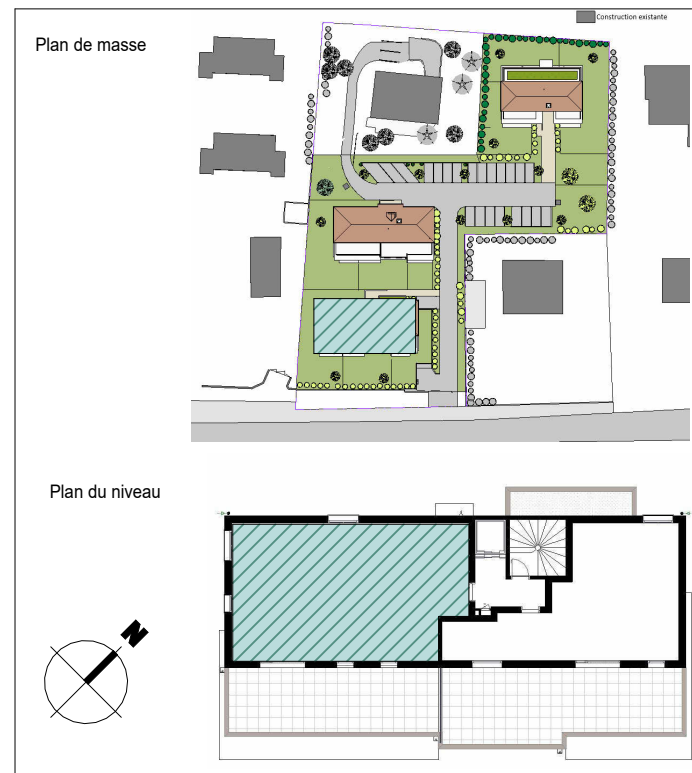 Construction existante
Plan de masse
Plan du niveau
N